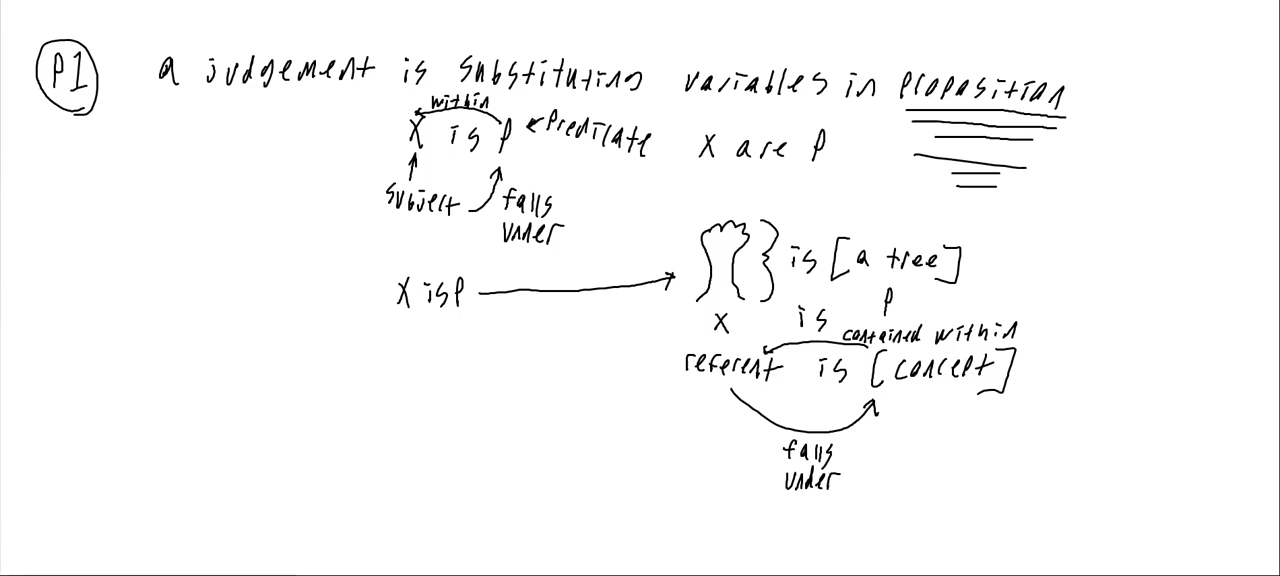 P1 a judgement is substituting variables in proposition
within
X is P ← Predicate X are P
subject falls
under
is [a tree]
X is P
P
X is
contained within
referent is [concept]
falls
under